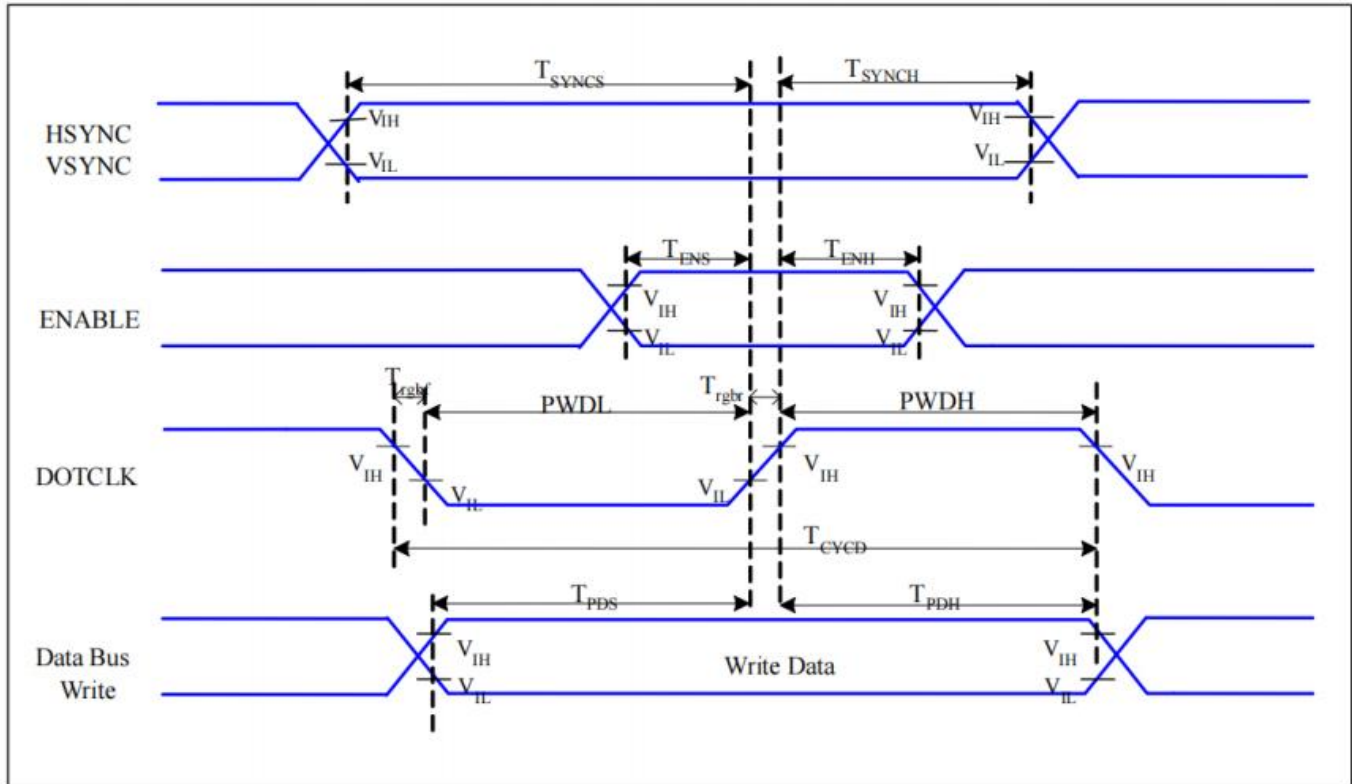 TSYNCS
TSYNCH
HSYNC
VSYNC
VIH
VIL
VIH
VIL
TENS
TENH
ENABLE
VIH
VIL
VIH
VIL
Trgbf
PWDL
Trgbr
PWDH
DOTCLK
VIH
VIL
VIL
VIH
VIH
TCYCD
TPDS
TPDH
Data Bus
Write
VIH
VIL
Write Data
VIH
VIL